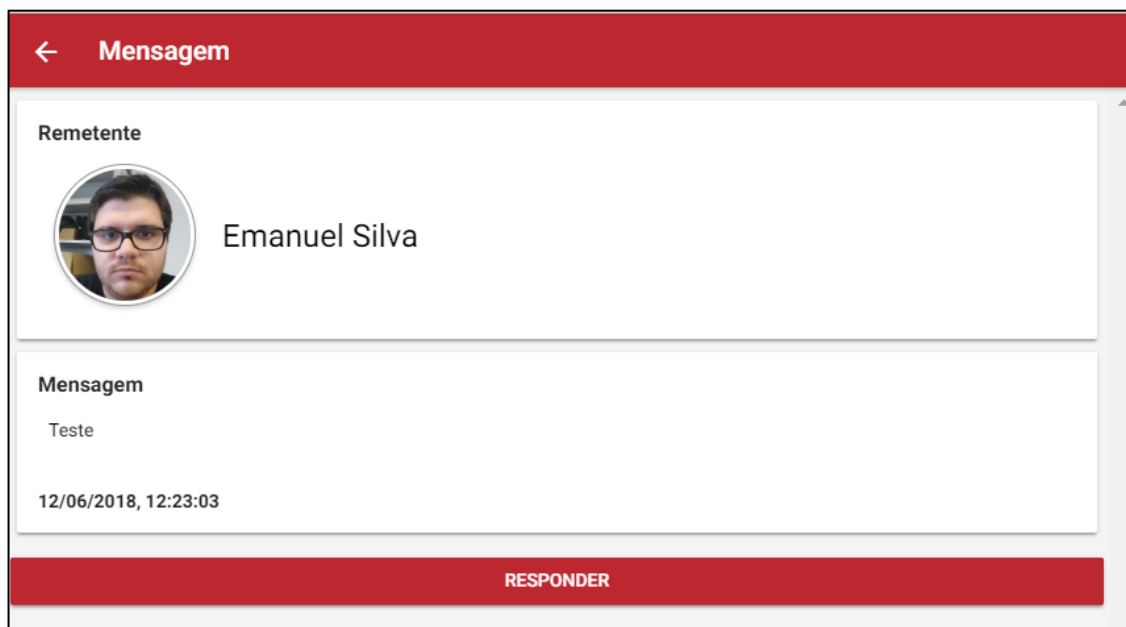 Mensagem
Remetente
Emanuel Silva
Mensagem
Teste
12/06/2018, 12:23:03
RESPONDER